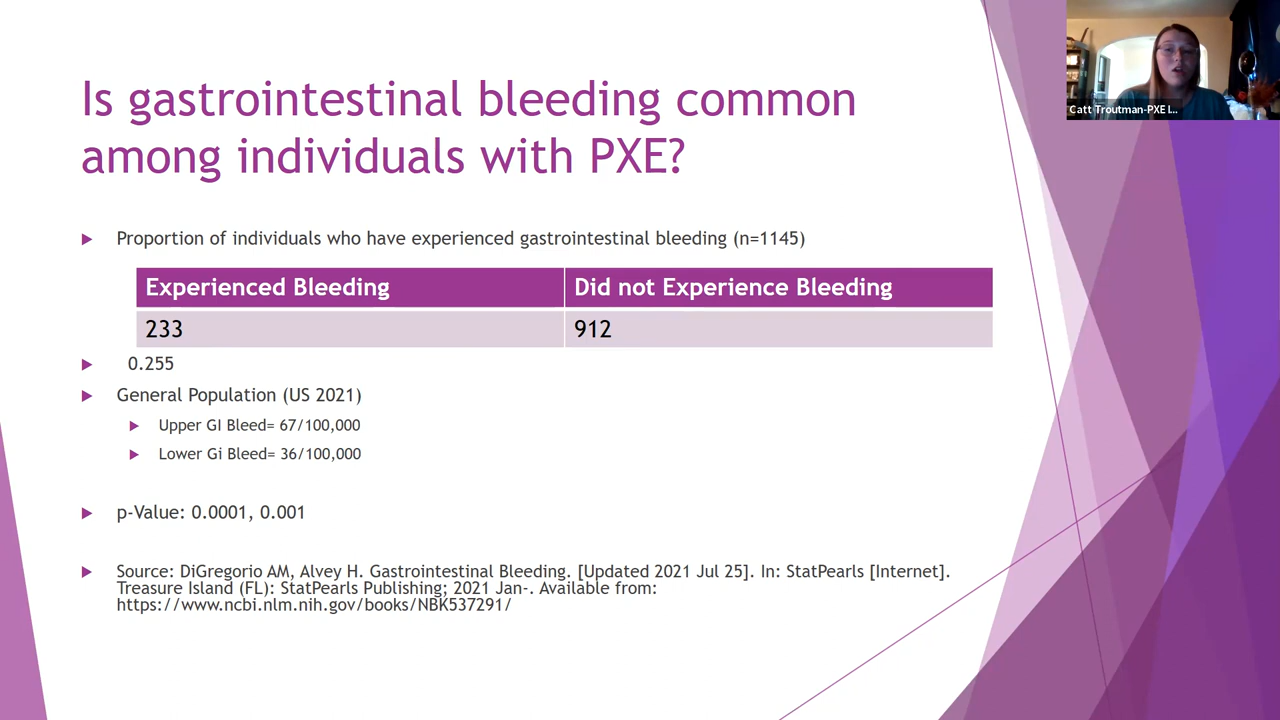 Catt Troutman-PXE I...
Is gastrointestinal bleeding common
among individuals with PXE?
Proportion of individuals who have experienced gastrointestinal bleeding (n=1145)
Experienced Bleeding
Did not Experience Bleeding
233
912
0.255
General Population (US 2021)
Upper GI Bleed= 67/100,000
Lower Gi Bleed= 36/100,000
p-Value: 0.0001, 0.001
Source: DiGregorio AM, Alvey H. Gastrointestinal Bleeding. [Updated 2021 Jul 25]. In: StatPearls [Internet].
Treasure Island (FL): StatPearls Publishing; 2021 Jan-. Available from:
https://www.ncbi.nlm.nih.gov/books/NBK537291/